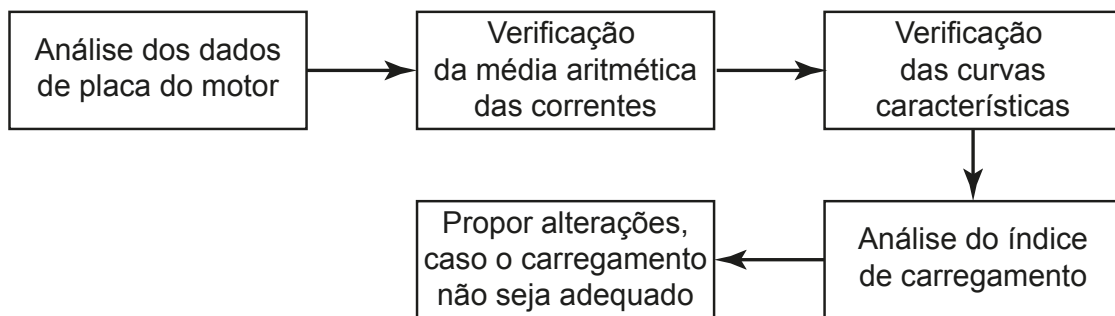 Análise dos dados
de placa do motor
Verificação
da média aritmética
das correntes
Verificação
das curvas
características
Análise do índice
de carregamento
Propor alterações,
caso o carregamento
não seja adequado